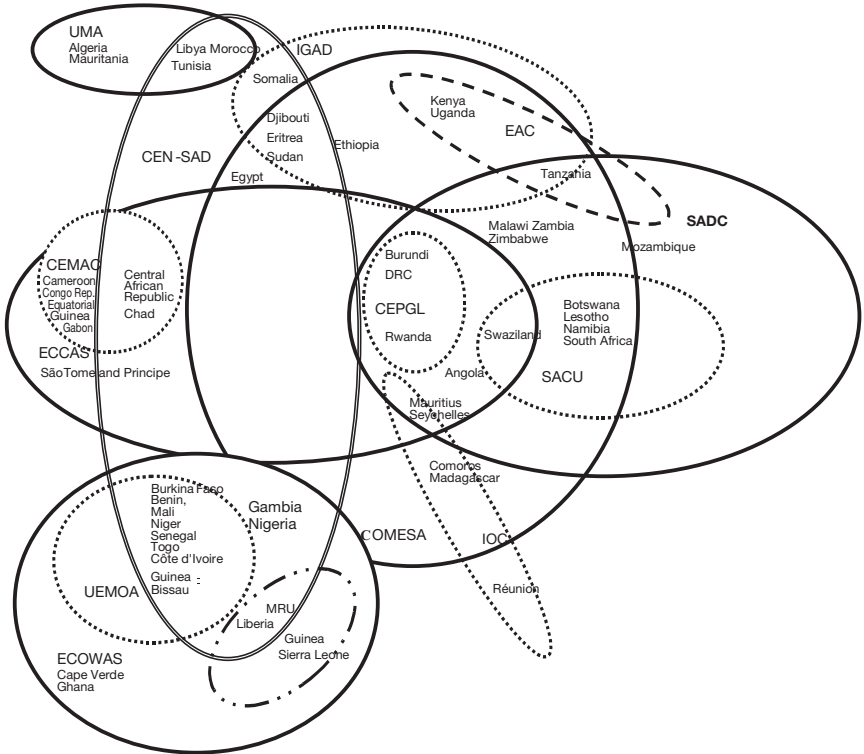 UMA
Algeria
Mauritania
Libya Morocco
Tunisia
IGAD
Somalia
Djibouti
Eritrea
Sudan
Ethiopia
Kenya
Uganda
EAC
CEN -SAD
Egypt
Tanzania
SADC
Malawi Zambia
Zimbabwe
Mozambique
CEMAC
Cameroon
Congo Rep.
Equatorial
Guinea
Gabon
Central
African
Republic
Chad
Burundi
DRC
CEPGL
Rwanda
Swaziland
Botswana
Lesotho
Namibia
South Africa
SACU
ECCAS
São Tome and Principe
Angola
Mauritius
Seychelles
Comoros
Madagascar
COMESA
IOC
Réunion
Burkina Faso
Benin,
Mali
Niger
Senegal
Togo
Côte d'Ivoire
Guinea -
Bissau
Gambia
Nigeria
UEMOA
MRU
Liberia
Guinea
Sierra Leone
ECOWAS
Cape Verde
Ghana